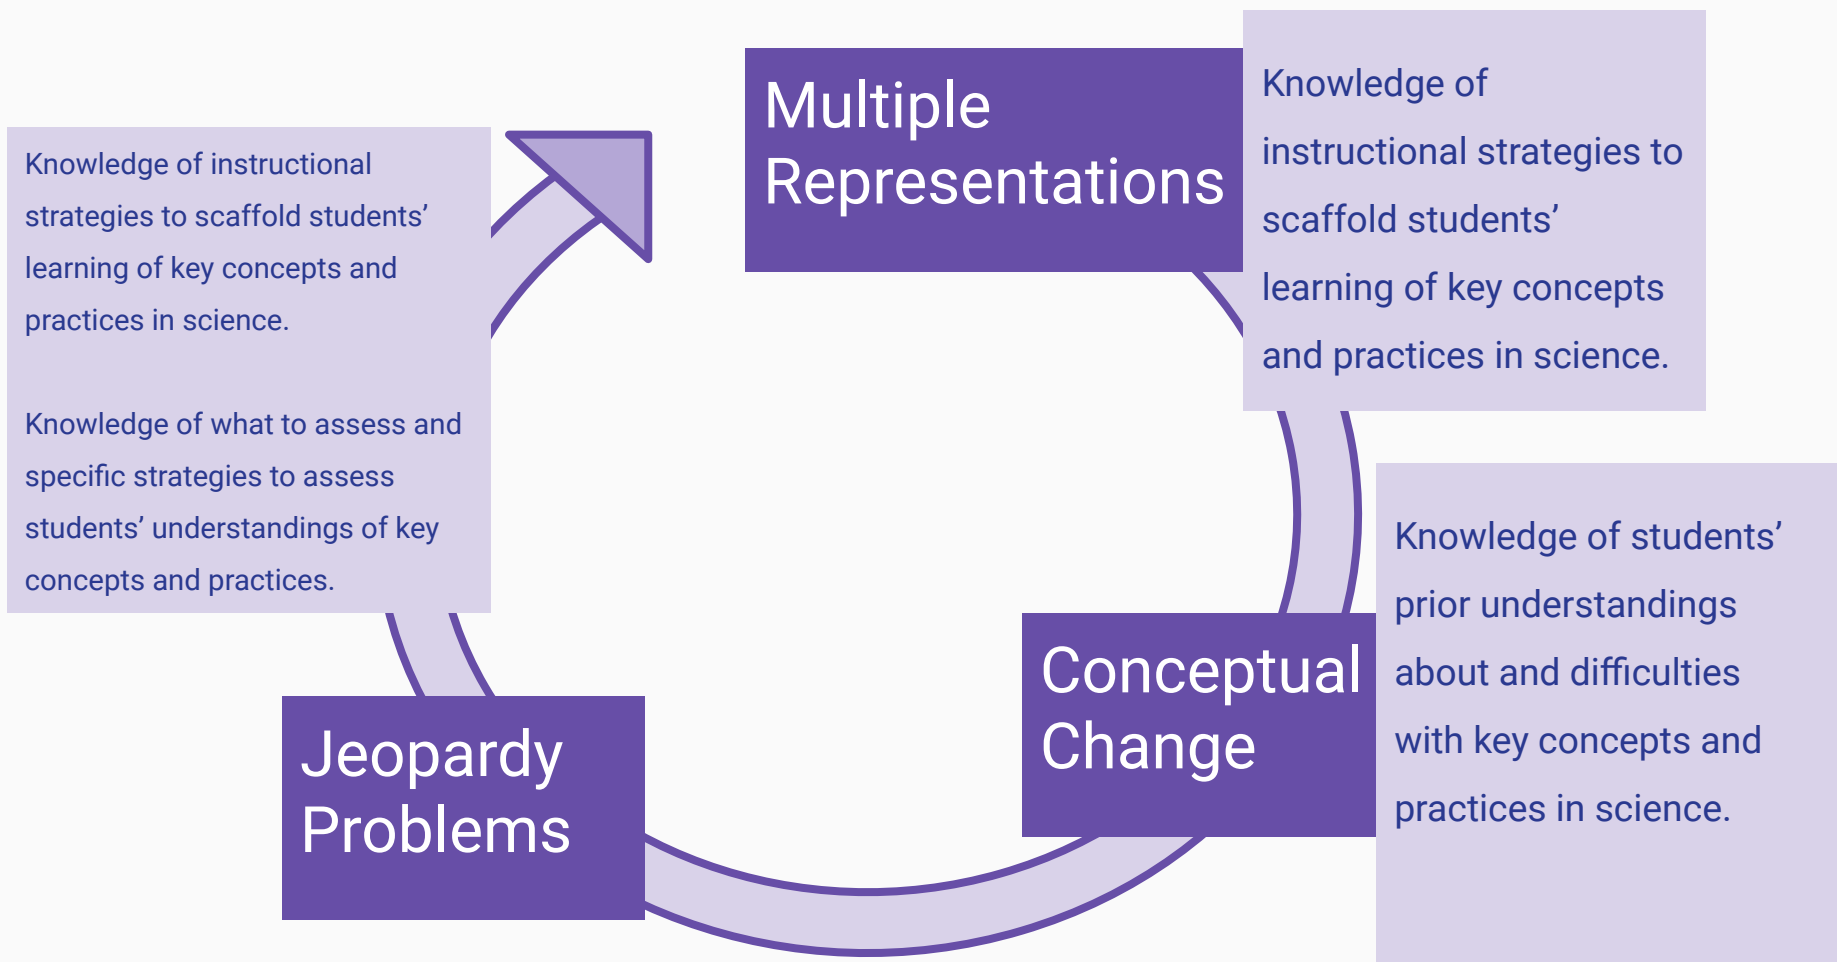 Multiple
Representations
Knowledge of
instructional strategies to
scaffold students’
learning of key concepts
and practices in science.
Conceptual
Change
Knowledge of students’
prior understandings
about and difficulties
with key concepts and
practices in science.
Jeopardy
Problems
Knowledge of instructional
strategies to scaffold students’
learning of key concepts and
practices in science.
Knowledge of what to assess and
specific strategies to assess
students’ understandings of key
concepts and practices.